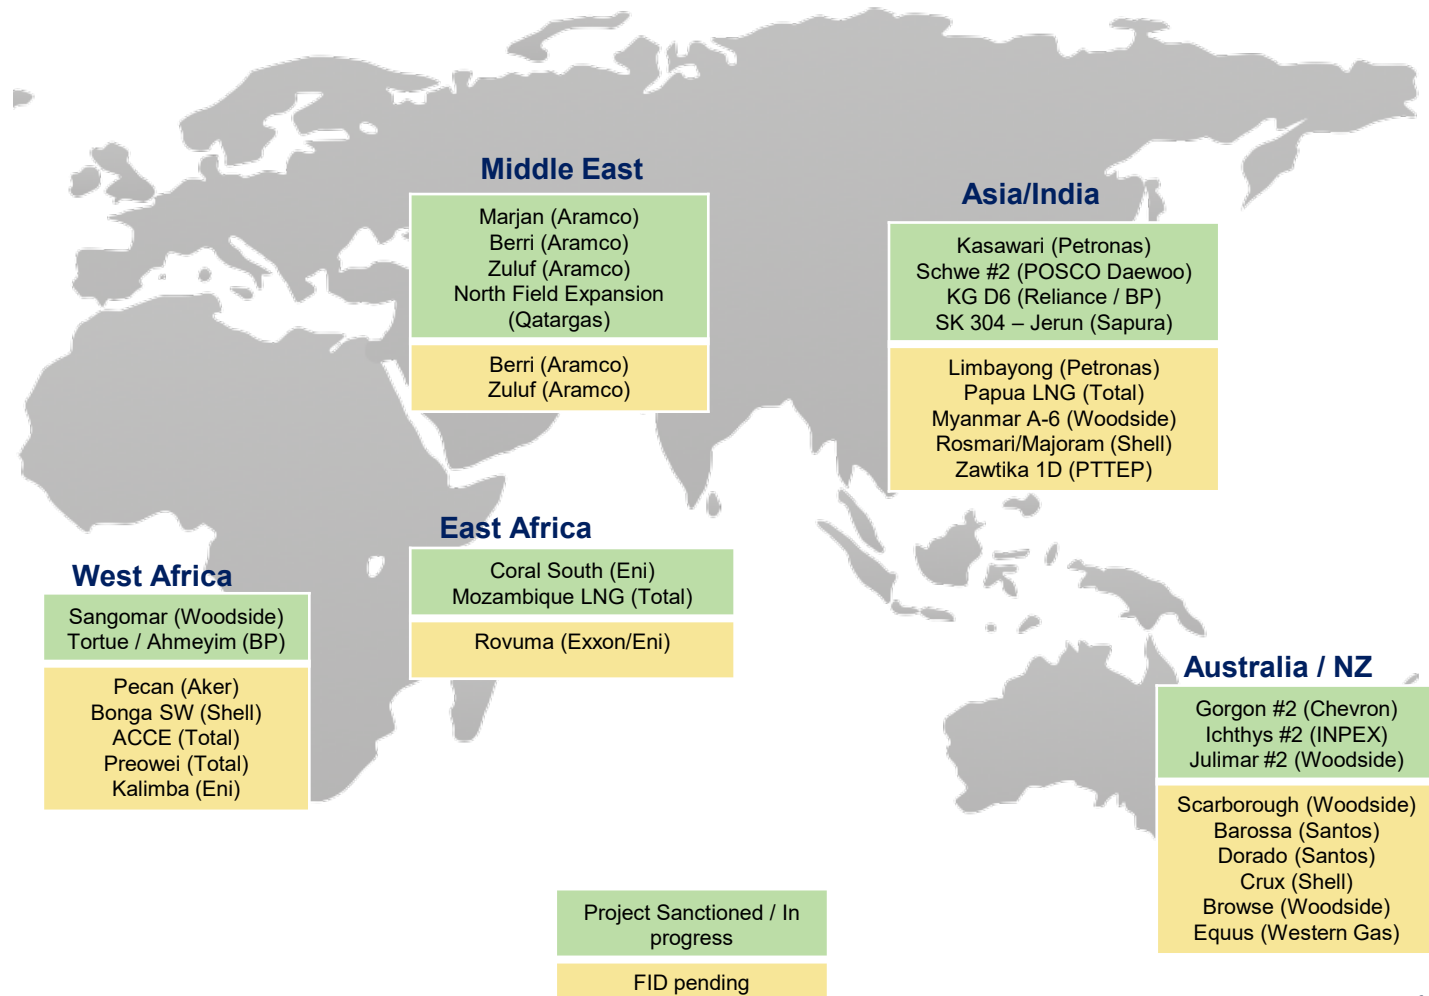 Middle East
Marjan (Aramco)
Berri (Aramco)
Zuluf (Aramco)
North Field Expansion
(Qatargas)
Berri (Aramco)
Zuluf (Aramco)
Asia/India
Kasawari (Petronas)
Schwe #2 (POSCO Daewoo)
KG D6 (Reliance / BP)
SK 304 – Jerun (Sapura)
Limbayong (Petronas)
Papua LNG (Total)
Myanmar A-6 (Woodside)
Rosmari/Majoram (Shell)
Zawtika 1D (PTTEP)
East Africa
Coral South (Eni)
Mozambique LNG (Total)
Rovuma (Exxon/Eni)
West Africa
Sangomar (Woodside)
Tortue / Ahmeyim (BP)
Pecan (Aker)
Bonga SW (Shell)
ACCE (Total)
Preowei (Total)
Kalimba (Eni)
Australia / NZ
Gorgon #2 (Chevron)
Ichthys #2 (INPEX)
Julimar #2 (Woodside)
Scarborough (Woodside)
Barossa (Santos)
Dorado (Santos)
Crux (Shell)
Browse (Woodside)
Equus (Western Gas)
Project Sanctioned / In
progress
FID pending